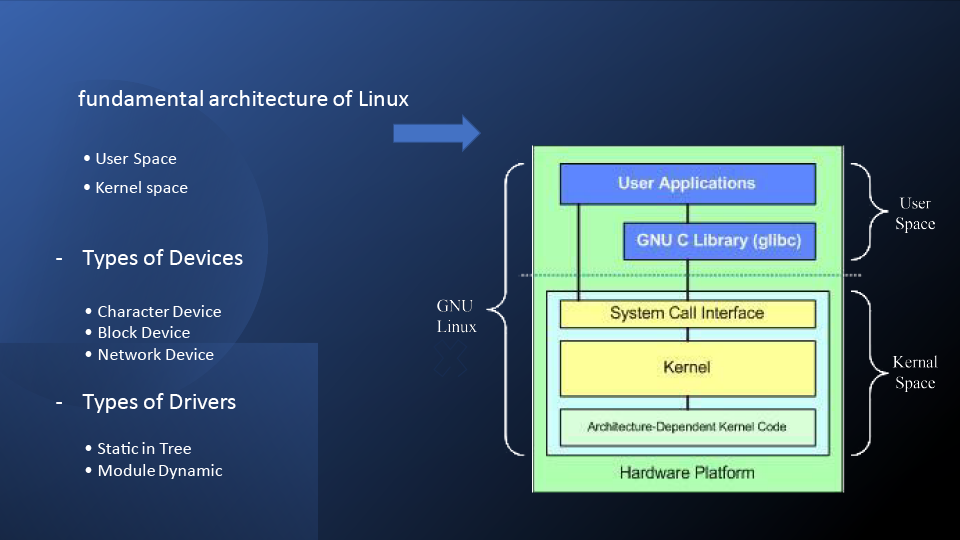 fundamental architecture of Linux
• User Space
• Kernel space
- Types of Devices
• Character Device
• Block Device
• Network Device
- Types of Drivers
• Static in Tree
• Module Dynamic
GNU
Linux
User Applications
GNU C Library (glibc)
System Call Interface
Kernel
Architecture-Dependent Kernel Code
Hardware Platform
User
Space
Kernal
Space